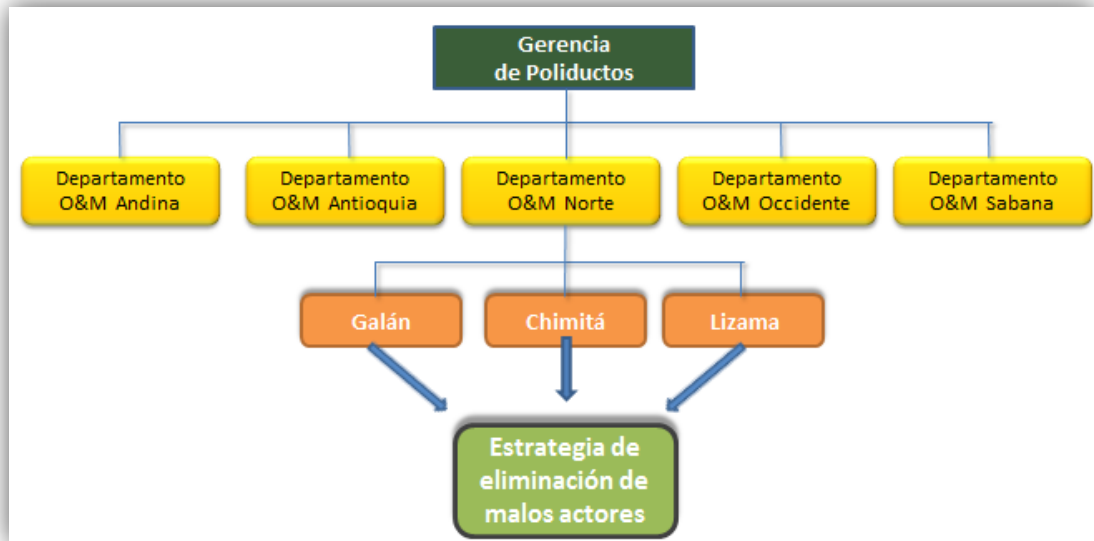 Gerencia
de Poliductos
Departamento
O&M Andina
Departamento
O&M Antioquia
Departamento
O&M Norte
Departamento
O&M Occidente
Departamento
O&M Sabana
Galán
Chimitá
Lizama
Estrategia de
eliminación de
malos actores